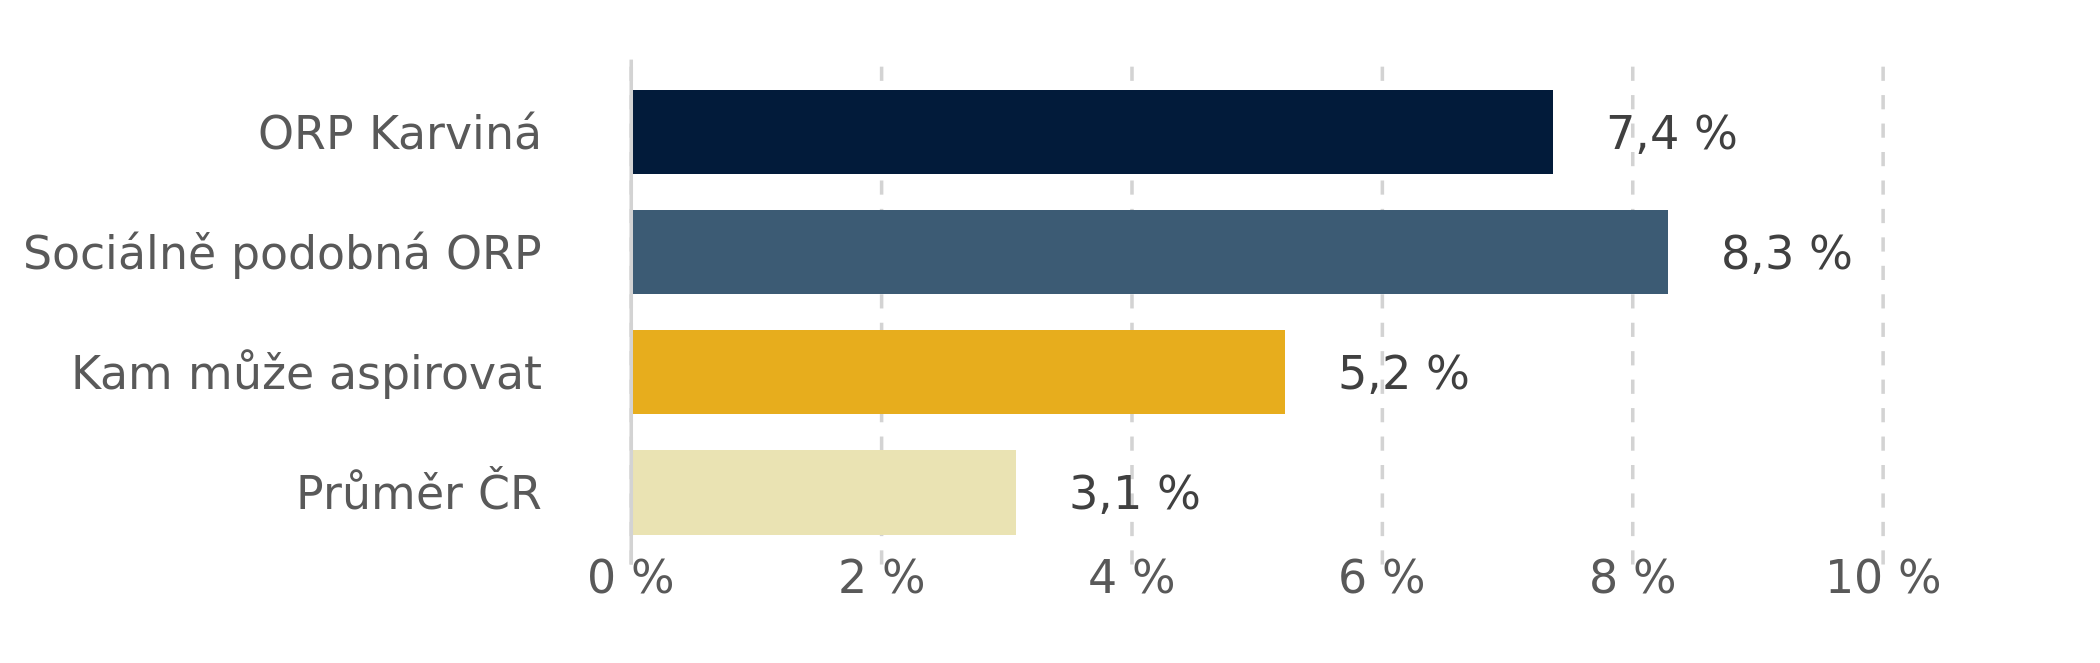 ORP Karviná
7,4 %
Sociálně podobná ORP
8,3 %
Kam může aspirovat
5,2 %
Průměr ČR
3,1 %
0 %
2 %
4 %
6 %
8 %
10 %